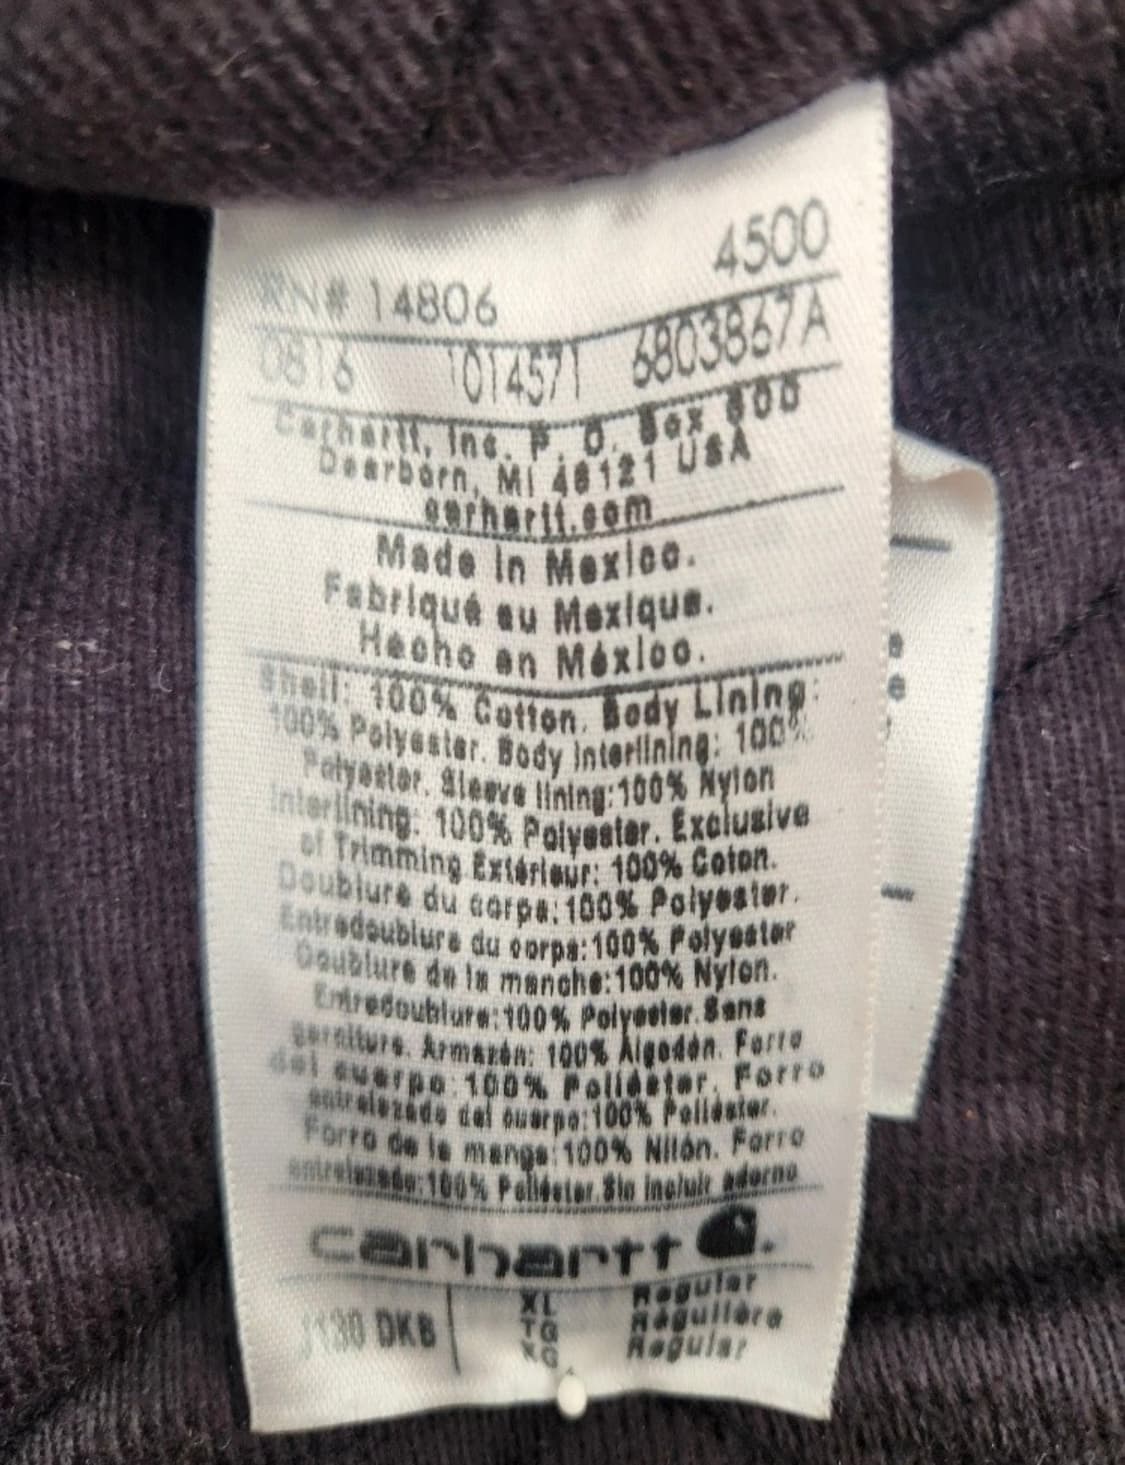 4500
RN# 14806
0816 1014571 6803867A
Carhartt, Inc. P. O. Box 600
Dearborn, MI 48121 USA
carhartt.com
Made in Mexico.
Fabriqué au Mexique.
Hecho en México.
Shell: 100% Cotton. Body Lining:
100% Polyester. Body Interlining: 100%
Polyester. Sleeve lining:100% Nylon
Interlining: 100% Polyester. Exclusive
of Trimming Extérieur: 100% Coton.
Doublure du corps:100% Polyester.
Entredoublure du corps:100% Polyester
Doublure de la manche:100% Nylon.
Entredoublure:100% Polyester.Sans
garniture. Armazón: 100% Algodón. Forro
del cuerpo:100% Poliéster. Forro
entrelazado del cuerpo:100% Poliéster.
Forro de la manga:100% Nilón. Forro
entrelazado:100% Poliéster.Sin incluir adorno
carhartt
J130 DKB
XL Regular
TG Régulière
XG Regular